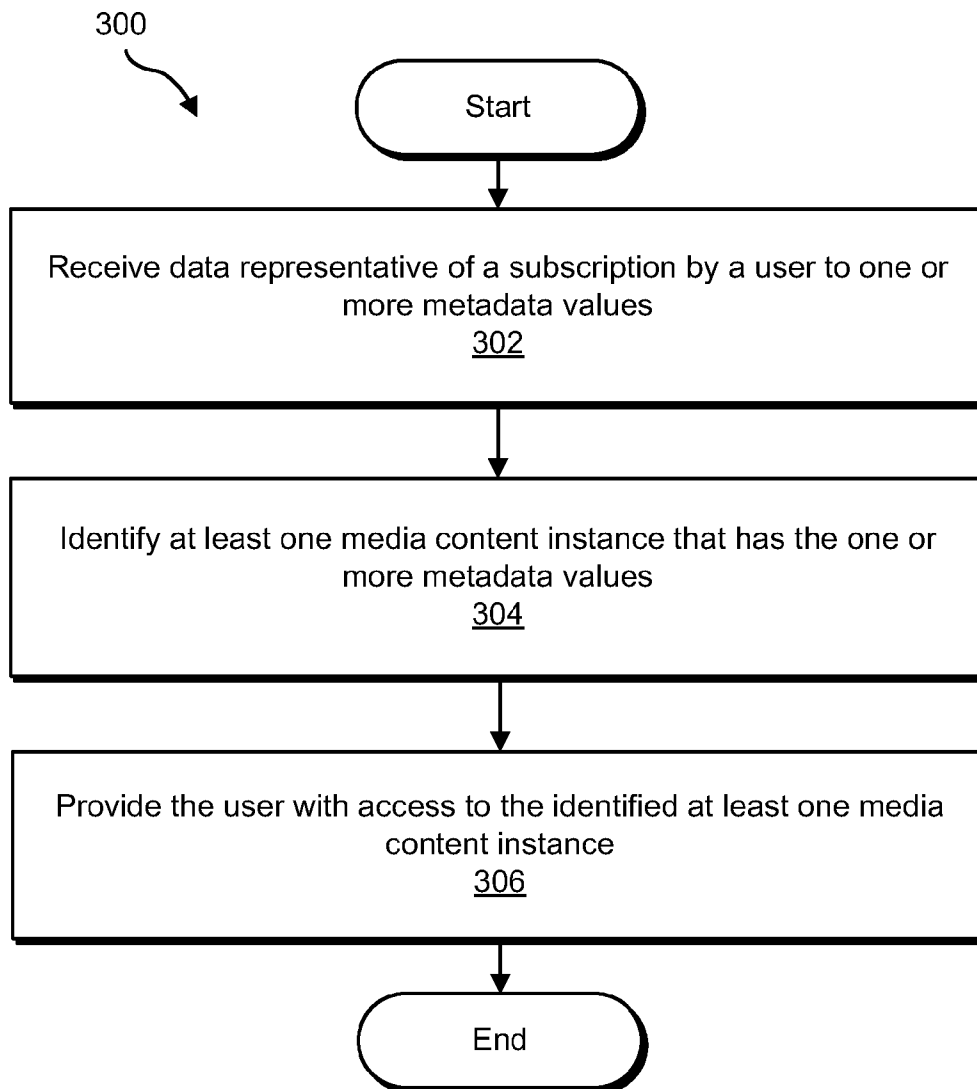 300
Start
Receive data representative of a subscription by a user to one or
more metadata values
302
Identify at least one media content instance that has the one or
more metadata values
304
Provide the user with access to the identified at least one media
content instance
306
End